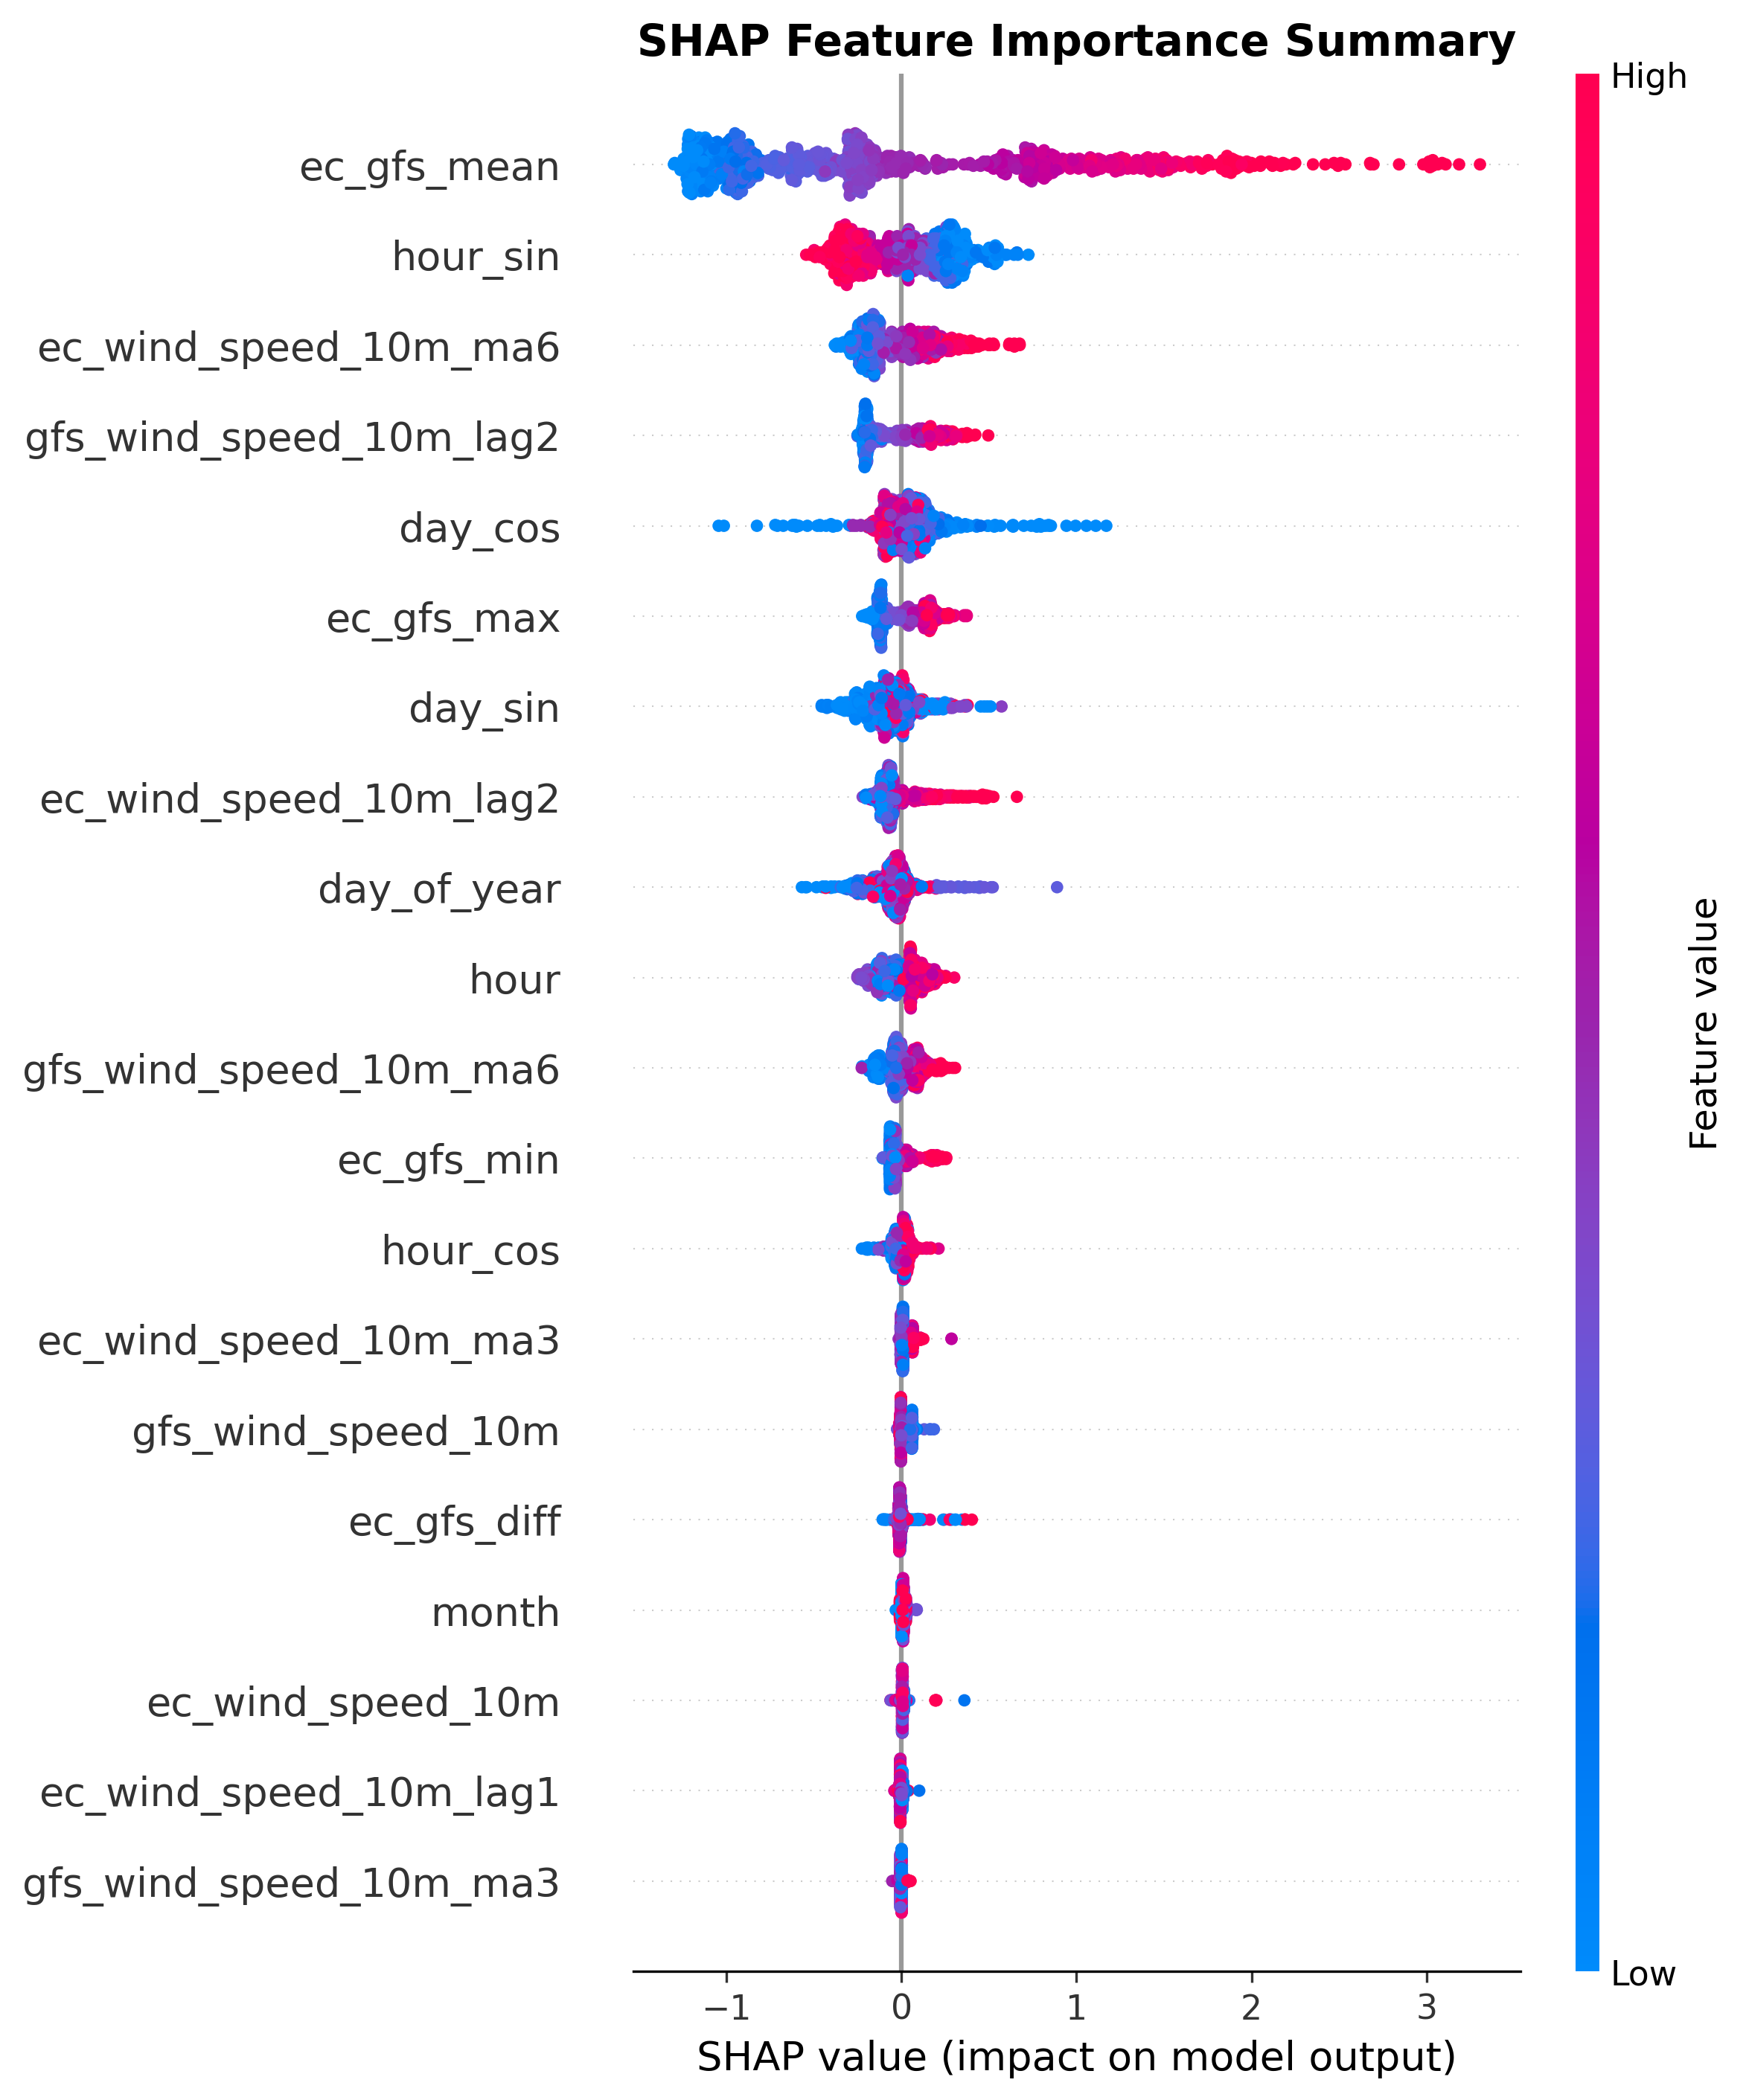 SHAP Feature Importance Summary
High
ec_gfs_mean
hour_sin
ec_wind_speed_10m_ma6
gfs_wind_speed_10m_lag2
day_cos
ec_gfs_max
day_sin
ec_wind_speed_10m_lag2
day_of_year
hour
gfs_wind_speed_10m_ma6
ec_gfs_min
hour_cos
ec_wind_speed_10m_ma3
gfs_wind_speed_10m
ec_gfs_diff
month
ec_wind_speed_10m
ec_wind_speed_10m_lag1
gfs_wind_speed_10m_ma3
Feature value
Low
−1 0 1 2 3
SHAP value (impact on model output)